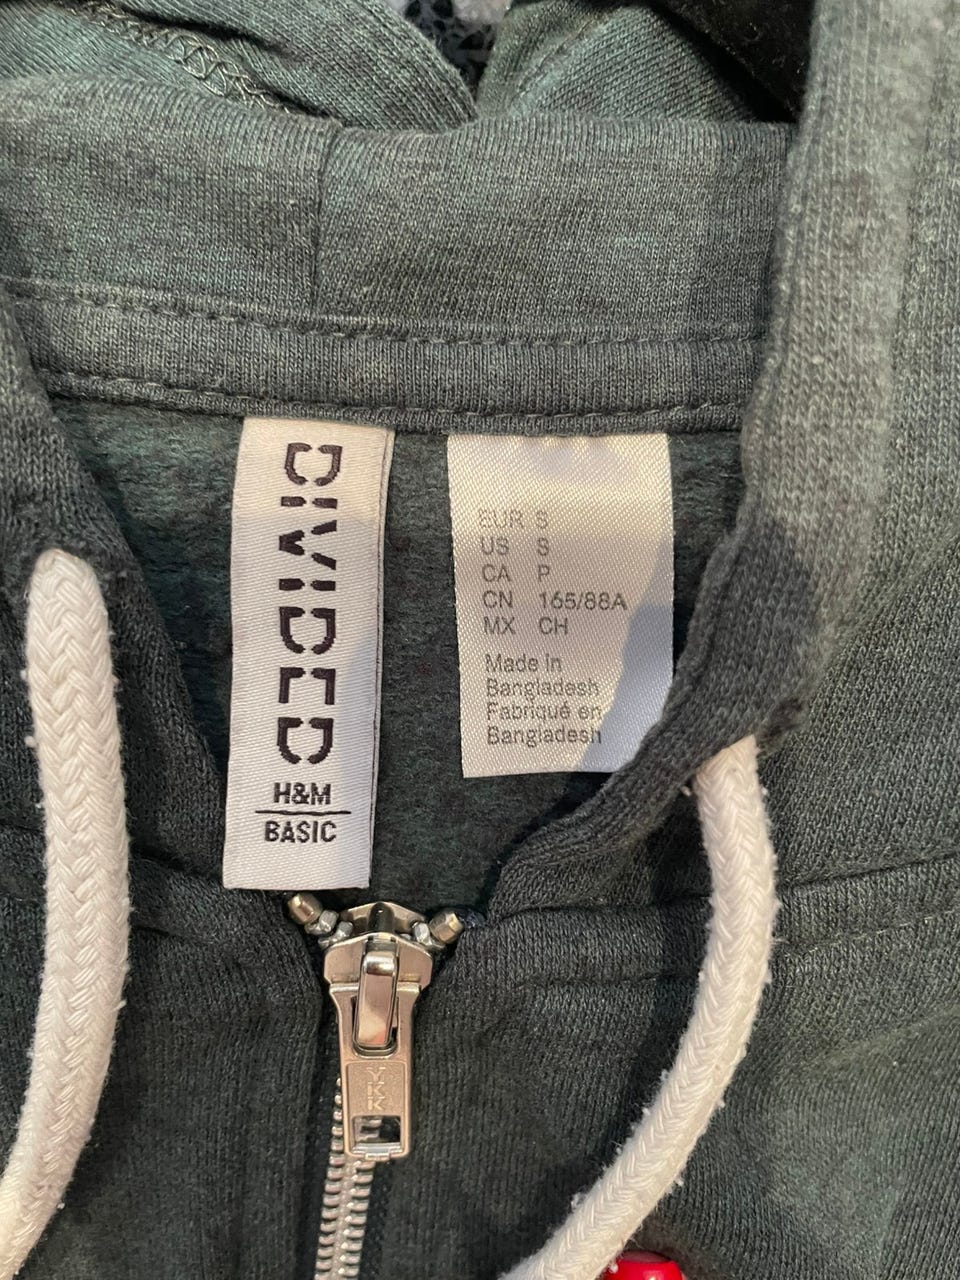 DIVIDED
H&M
BASIC
EUR S
US S
CA P
CN 165/88A
MX CH
Made in
Bangladesh
Fabriqué en
Bangladesh
YKK